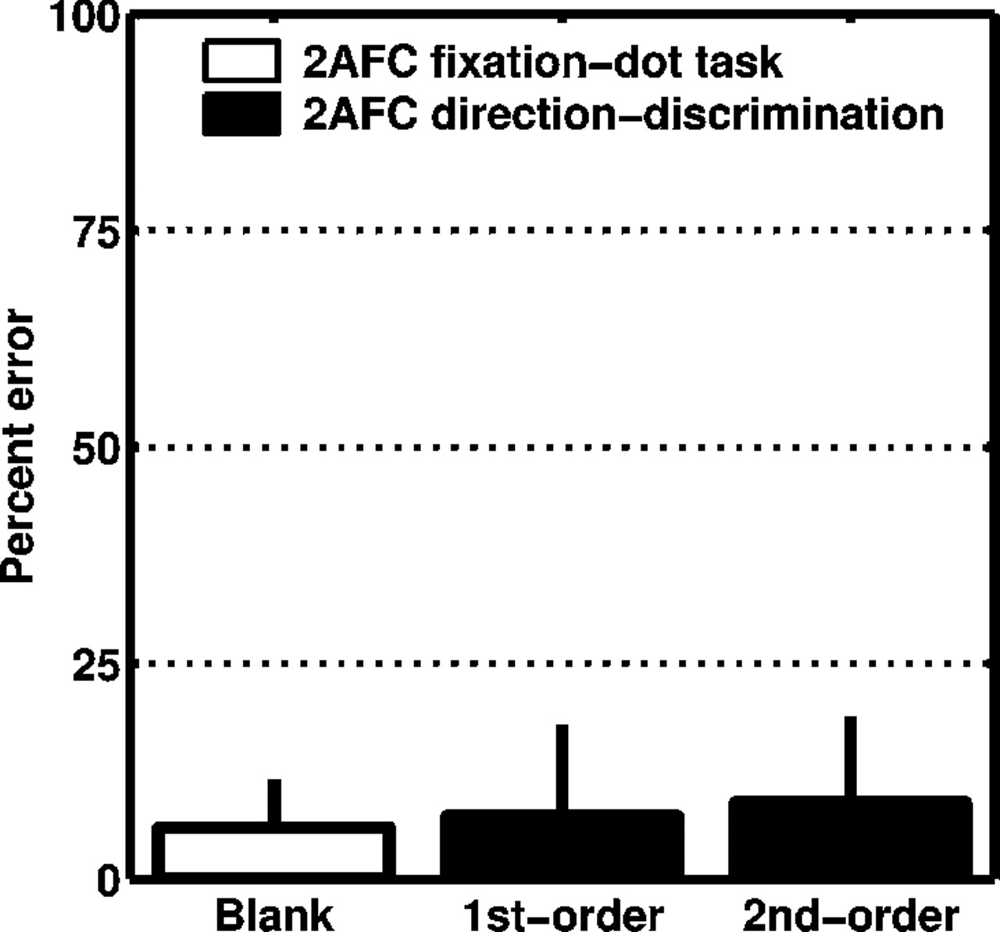 100
2AFC fixation–dot task
2AFC direction–discrimination
75
Percent error
50
25
0
Blank 1st–order 2nd–order